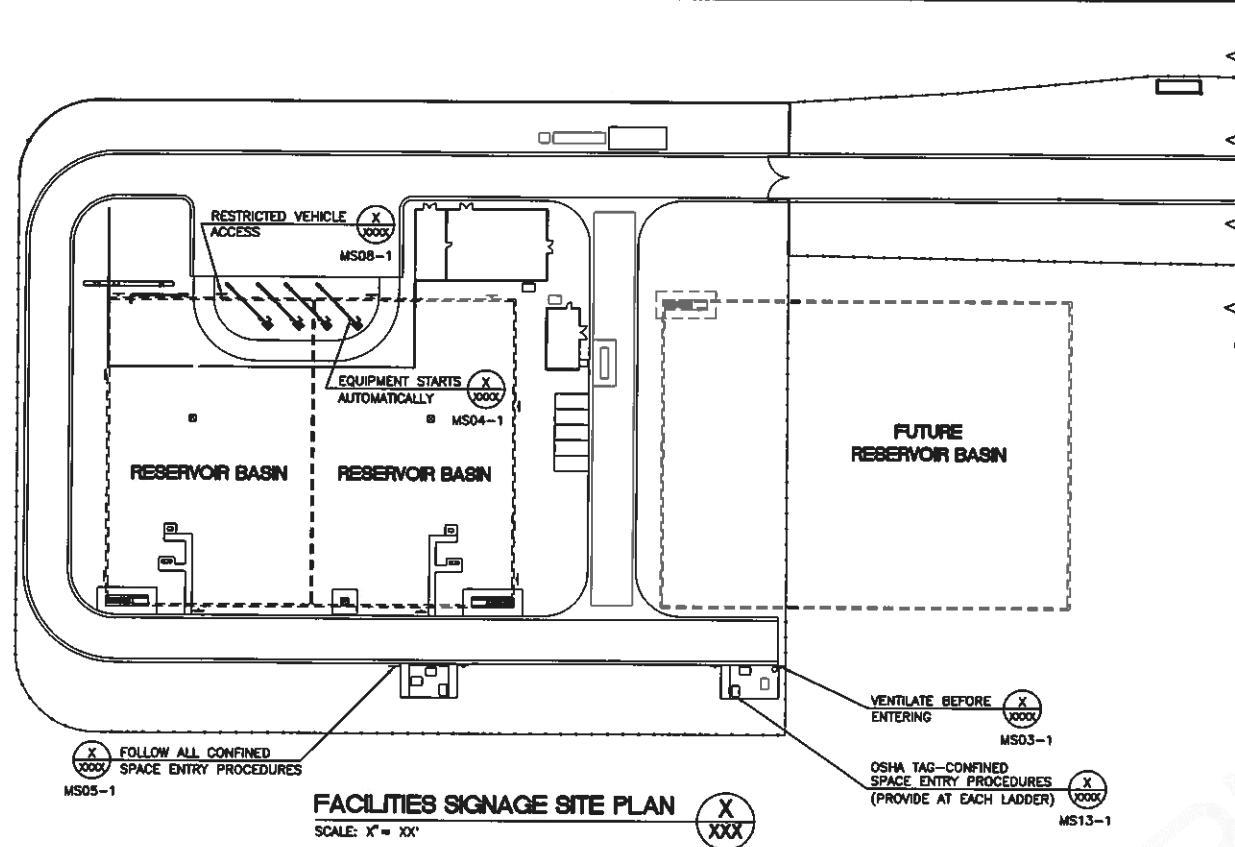 RESTRICTED VEHICLE
ACCESS
X
XXXX
MS08-1
EQUIPMENT STARTS
AUTOMATICALLY
X
XXXX
MS04-1
RESERVOIR BASIN
RESERVOIR BASIN
FUTURE
RESERVOIR BASIN
VENTILATE BEFORE
ENTERING
X
XXXX
MS03-1
X
XXXX
FOLLOW ALL CONFINED
SPACE ENTRY PROCEDURES
MS05-1
OSHA TAG-CONFINED
SPACE ENTRY PROCEDURES
(PROVIDE AT EACH LADDER)
X
XXXX
MS13-1
FACILITIES SIGNAGE SITE PLAN
SCALE: X"= XX'
X
XXX